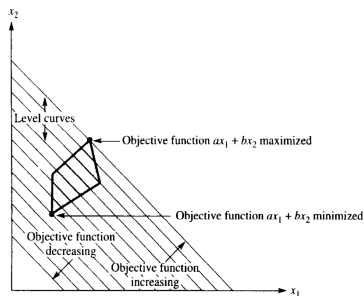 x₂
Level curves
Objective function ax₁ + bx₂ maximized
Objective function ax₁ + bx₂ minimized
Objective function
decreasing
Objective function
increasing
x₁